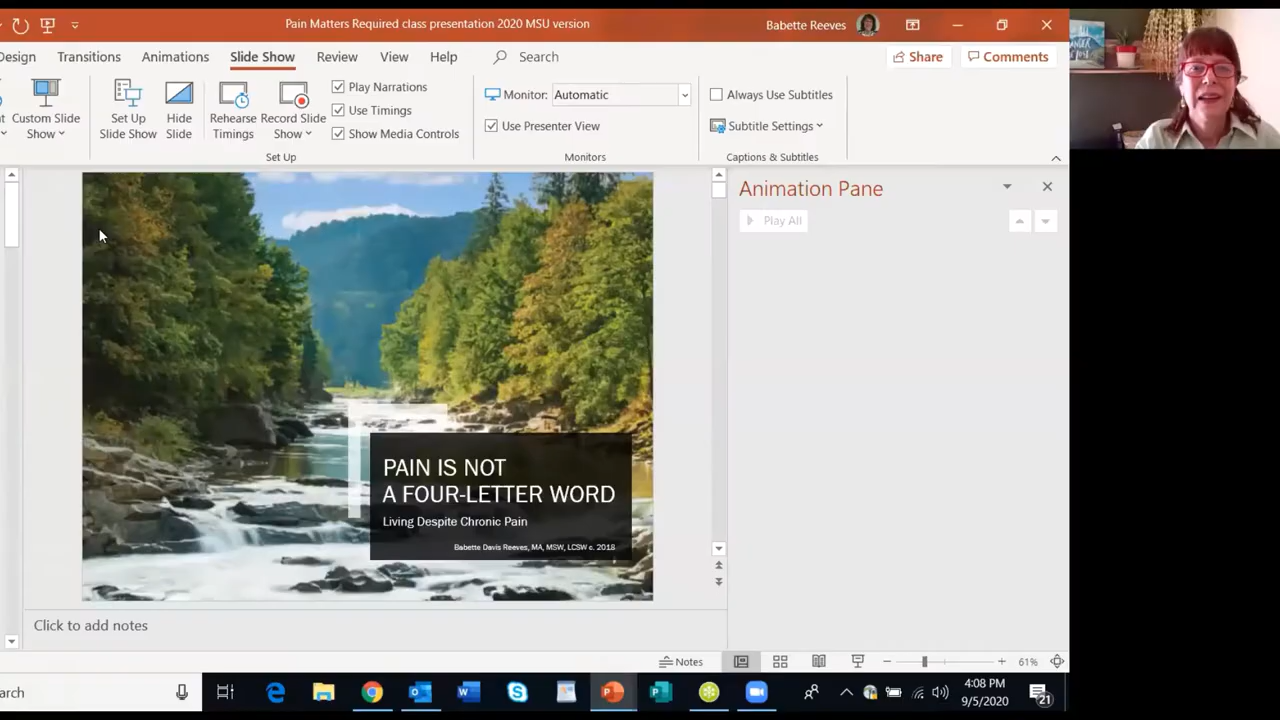 Pain Matters Required class presentation 2020 MSU version
Babette Reeves
Design
Transitions
Animations
Slide Show
Review
View
Help
Search
Share
Comments
Custom Slide
Show
Set Up
Slide Show
Hide
Slide
Rehearse
Timings
Record Slide
Show
Play Narrations
Use Timings
Show Media Controls
Set Up
Monitor:
Automatic
Use Presenter View
Monitors
Always Use Subtitles
Subtitle Settings
Captions & Subtitles
Animation Pane
Play All
PAIN IS NOT
A FOUR-LETTER WORD
Living Despite Chronic Pain
Babette Davis Reeves, MA, MSW, LCSW c. 2018
Click to add notes
Notes
61%
arch
4:08 PM
9/5/2020
21